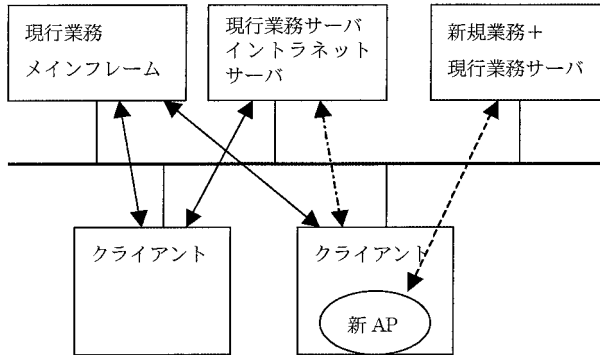 現行業務
メインフレーム
現行業務サーバ
イントラネット
サーバ
新規業務+
現行業務サーバ
クライアント
クライアント
新 AP